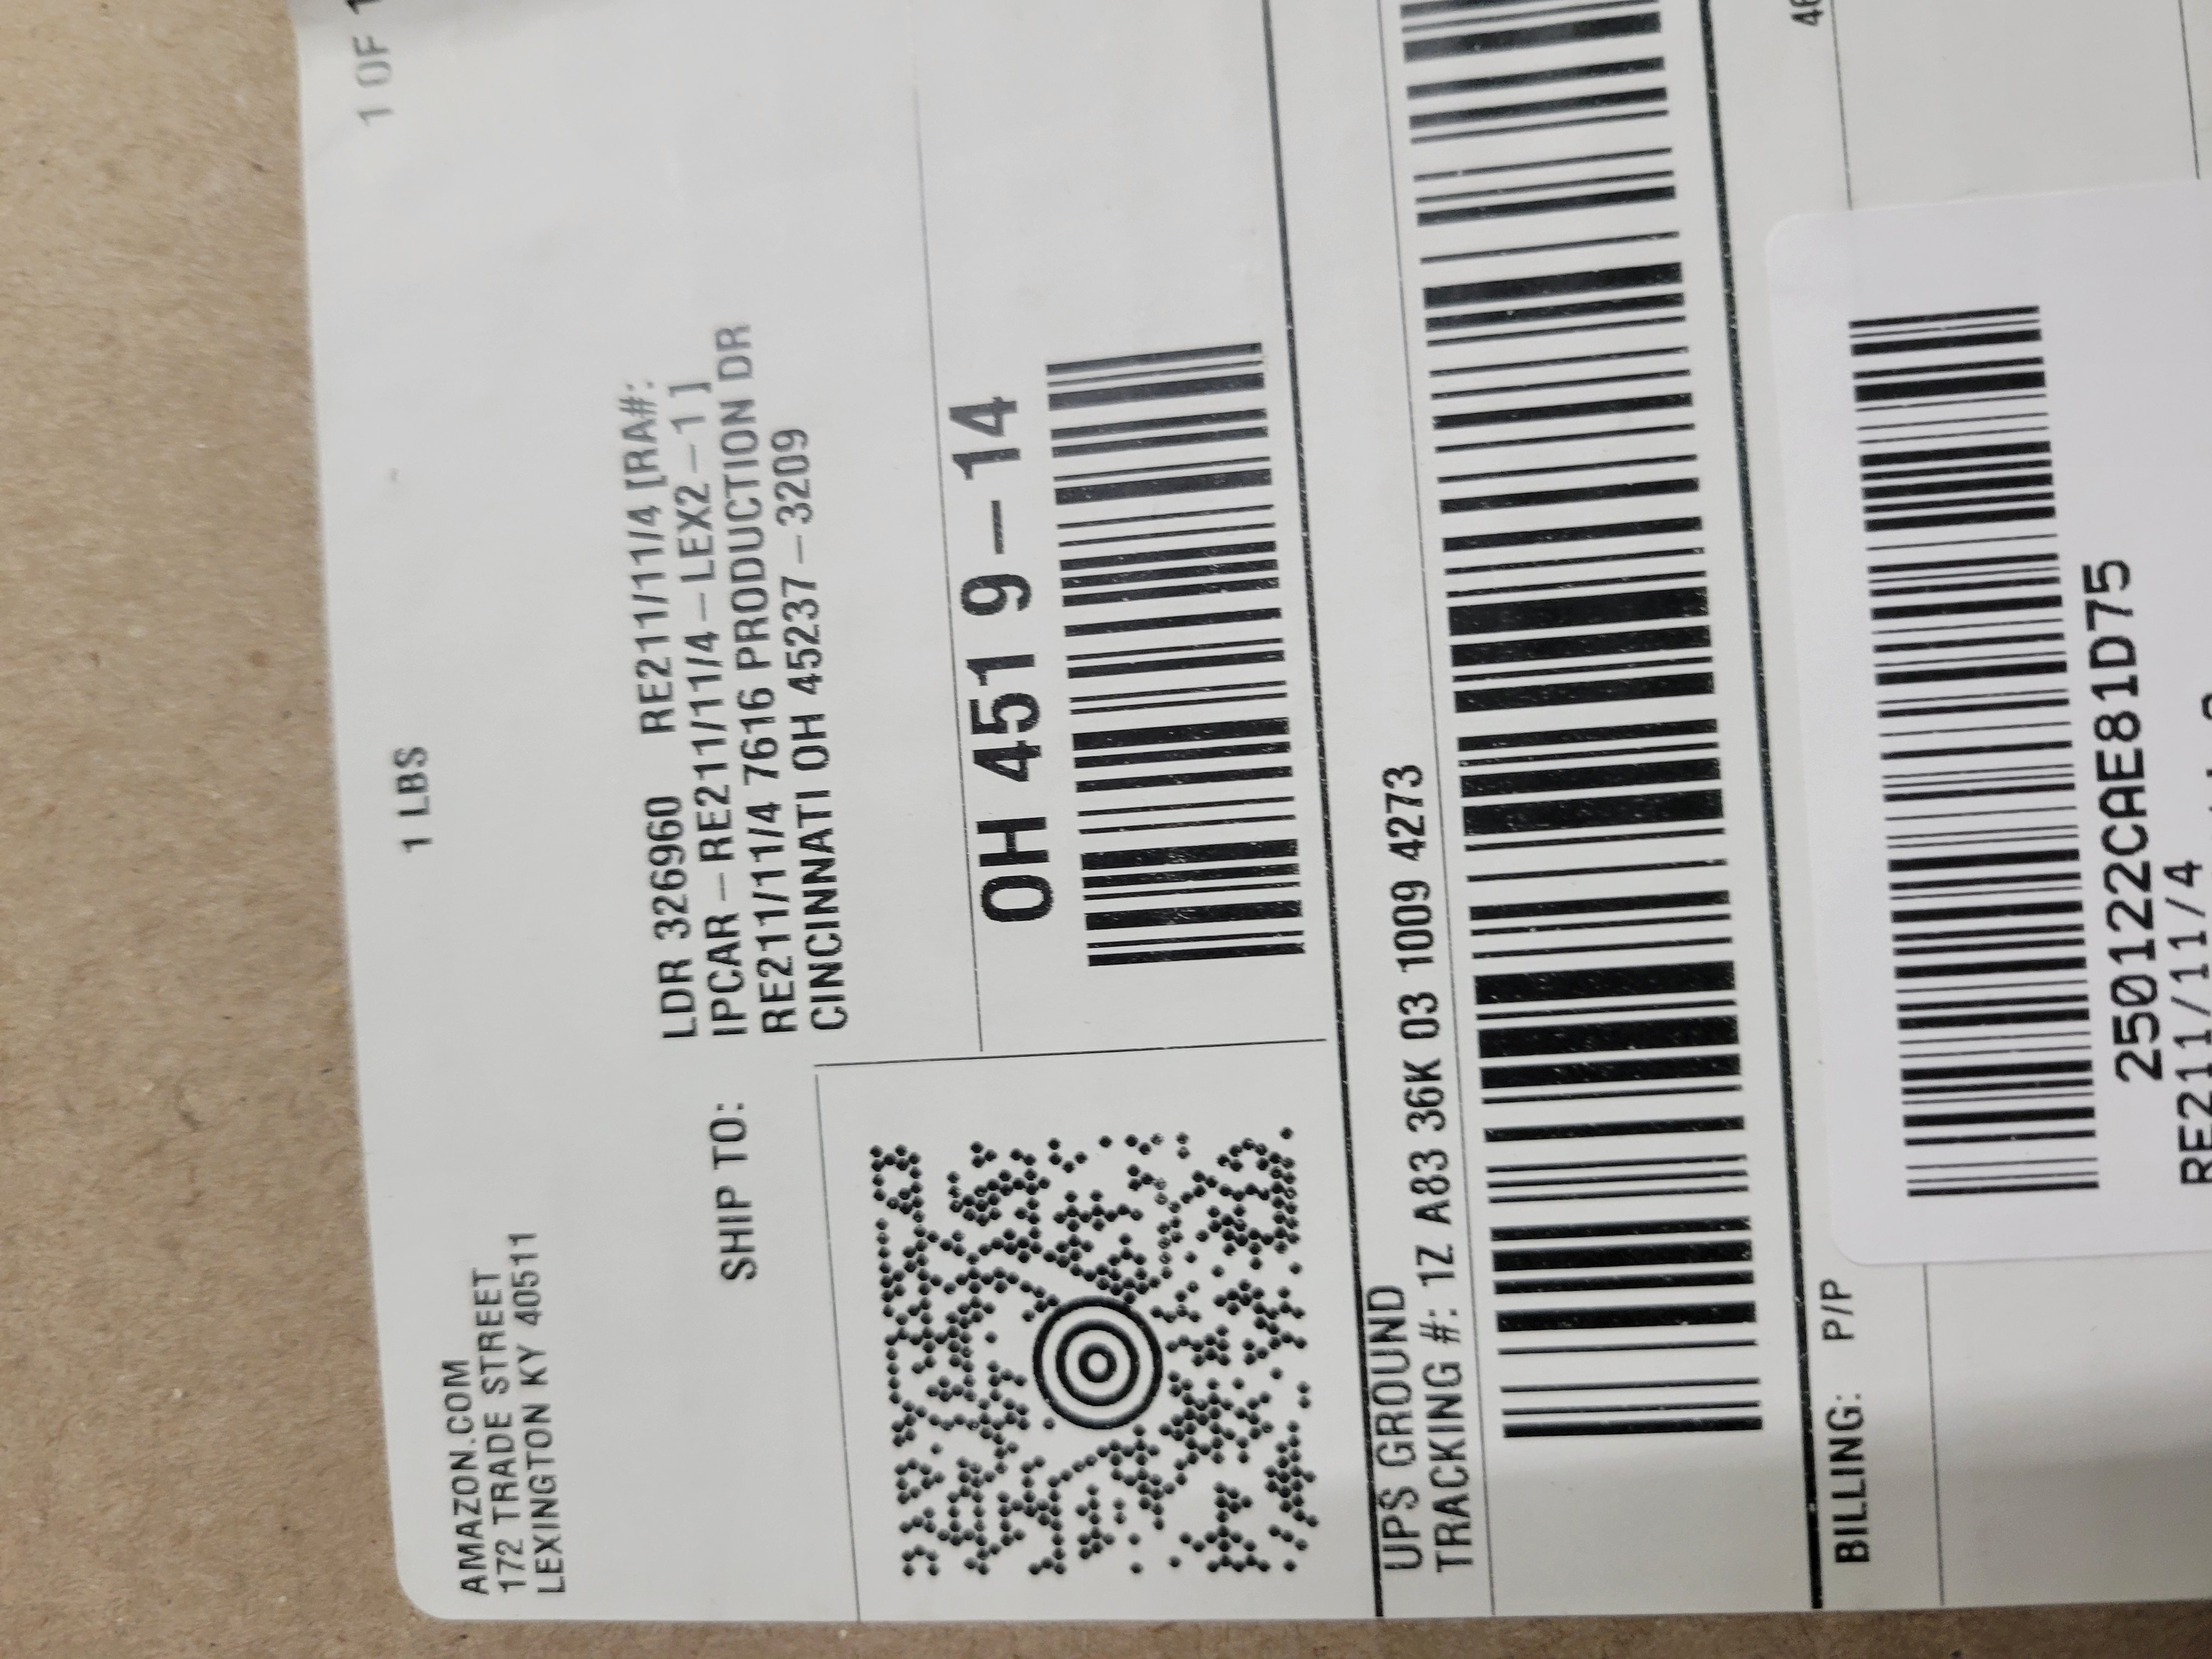 AMAZON.COM
172 TRADE STREET
LEXINGTON KY 40511
1 LBS
1 OF 1
SHIP TO:
LDR 326960 RE211/11/4 [RA#:
IPCAR-RE211/11/4-LEX2-1 ]
RE211/11/4 7616 PRODUCTION DR
CINCINNATI OH 45237-3209
OH 451 9-14
UPS GROUND
TRACKING #: 1Z A83 36K 03 1009 4273
BILLING: P/P
250122CAE81D75
RE211/11/4